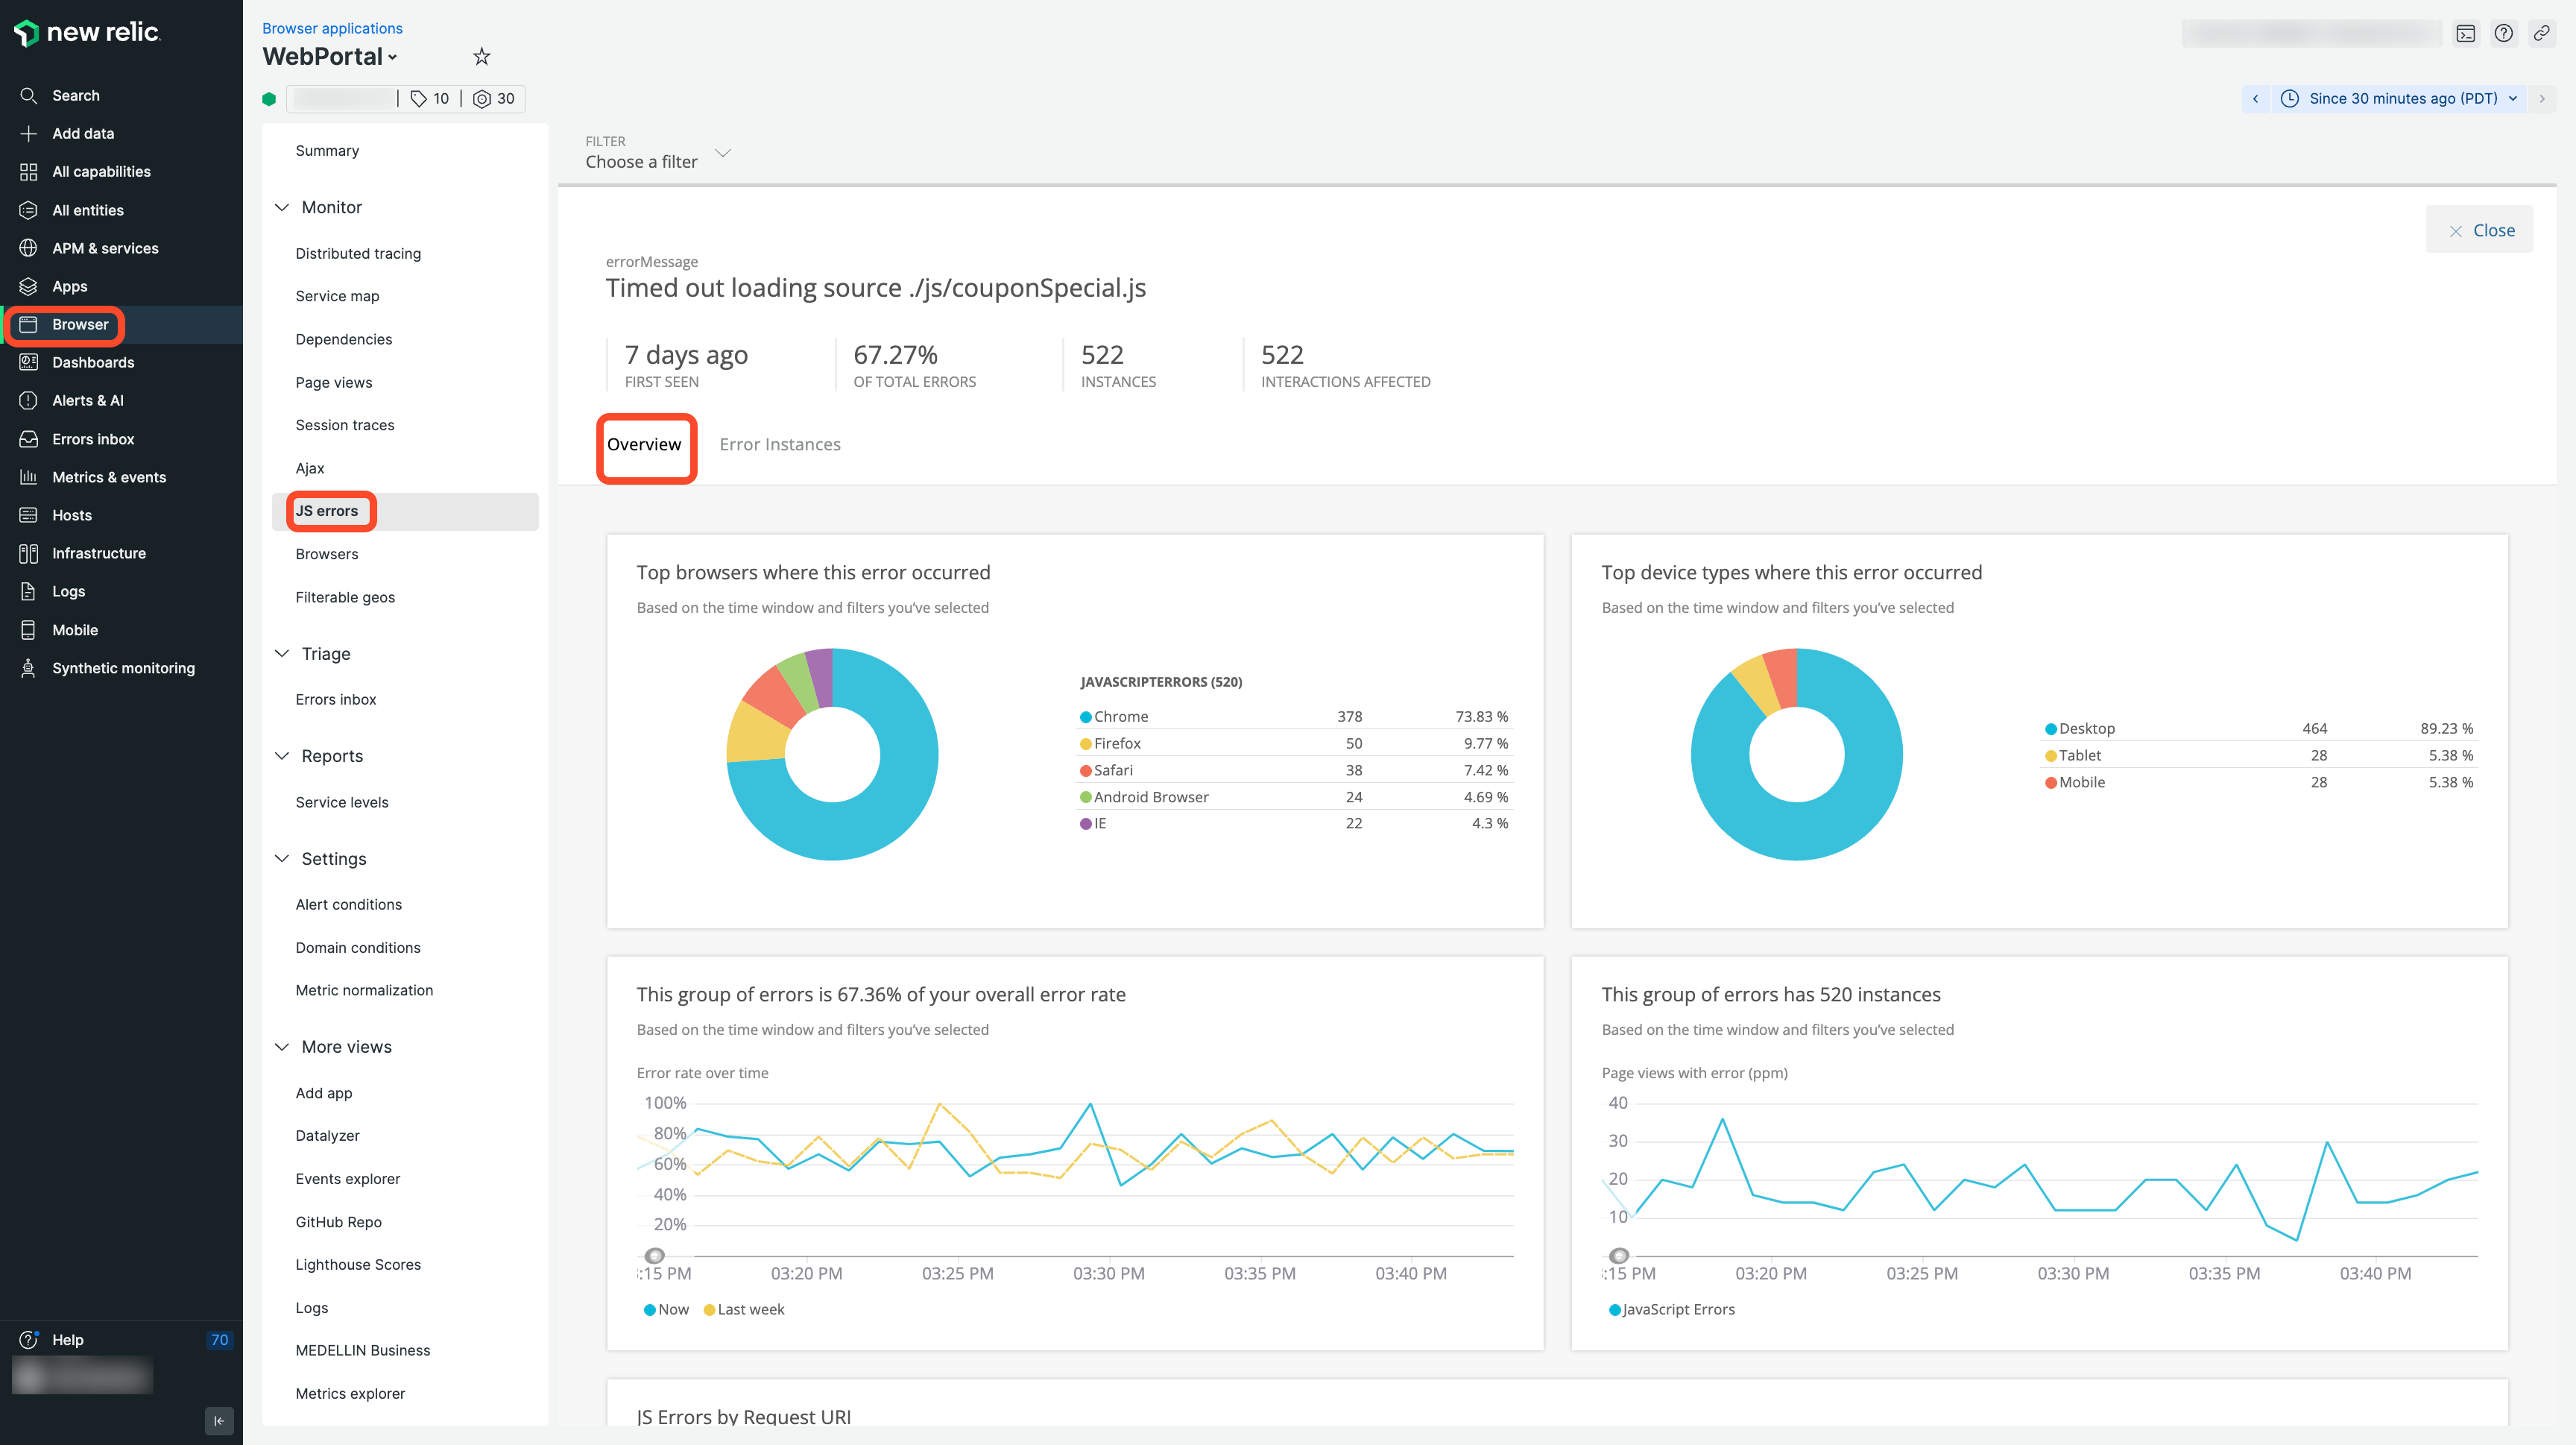 new relic
Search
Add data
All capabilities
All entities
APM & services
Apps
Browser
Dashboards
Alerts & AI
Errors inbox
Metrics & events
Hosts
Infrastructure
Logs
Mobile
Synthetic monitoring
Help 70
Browser applications
WebPortal
10 | 30
Since 30 minutes ago (PDT)
Summary
Monitor
Distributed tracing
Service map
Dependencies
Page views
Session traces
Ajax
JS errors
Browsers
Filterable geos
Triage
Errors inbox
Reports
Service levels
Settings
Alert conditions
Domain conditions
Metric normalization
More views
Add app
Datalyzer
Events explorer
GitHub Repo
Lighthouse Scores
Logs
MEDELLIN Business
Metrics explorer
FILTER
Choose a filter
Close
errorMessage
Timed out loading source ./js/couponSpecial.js
7 days ago
FIRST SEEN
67.27%
OF TOTAL ERRORS
522
INSTANCES
522
INTERACTIONS AFFECTED
Overview
Error Instances
Top browsers where this error occurred
Based on the time window and filters you've selected
JAVASCRIPTERRORS (520)
Chrome 378 73.83 %
Firefox 50 9.77 %
Safari 38 7.42 %
Android Browser 24 4.69 %
IE 22 4.3 %
Top device types where this error occurred
Based on the time window and filters you've selected
Desktop 464 89.23 %
Tablet 28 5.38 %
Mobile 28 5.38 %
This group of errors is 67.36% of your overall error rate
Based on the time window and filters you've selected
Error rate over time
100%
80%
60%
40%
20%
:15 PM 03:20 PM 03:25 PM 03:30 PM 03:35 PM 03:40 PM
Now Last week
This group of errors has 520 instances
Based on the time window and filters you've selected
Page views with error (ppm)
40
30
20
10
:15 PM 03:20 PM 03:25 PM 03:30 PM 03:35 PM 03:40 PM
JavaScript Errors
JS Errors by Request URI